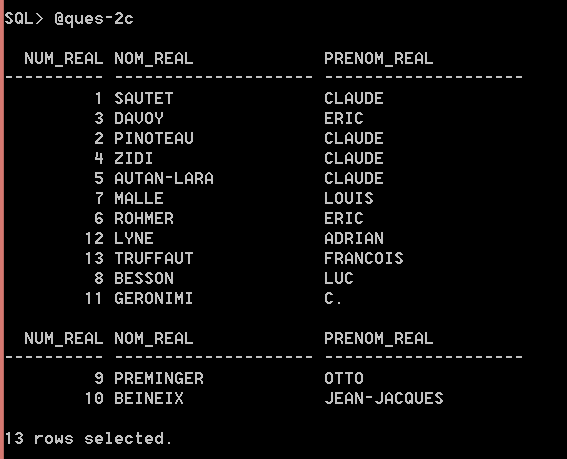 SQL> @ques-2c
  NUM_REAL NOM_REAL             PRENOM_REAL
---------- -------------------- --------------------
         1 SAUTET               CLAUDE
         3 DAVOY                ERIC
         2 PINOTEAU             CLAUDE
         4 ZIDI                 CLAUDE
         5 AUTAN-LARA           CLAUDE
         7 MALLE                LOUIS
         6 ROHMER               ERIC
        12 LYNE                 ADRIAN
        13 TRUFFAUT             FRANCOIS
         8 BESSON               LUC
        11 GERONIMI             C.
  NUM_REAL NOM_REAL             PRENOM_REAL
---------- -------------------- --------------------
         9 PREMINGER            OTTO
        10 BEINEIX              JEAN-JACQUES
13 rows selected.